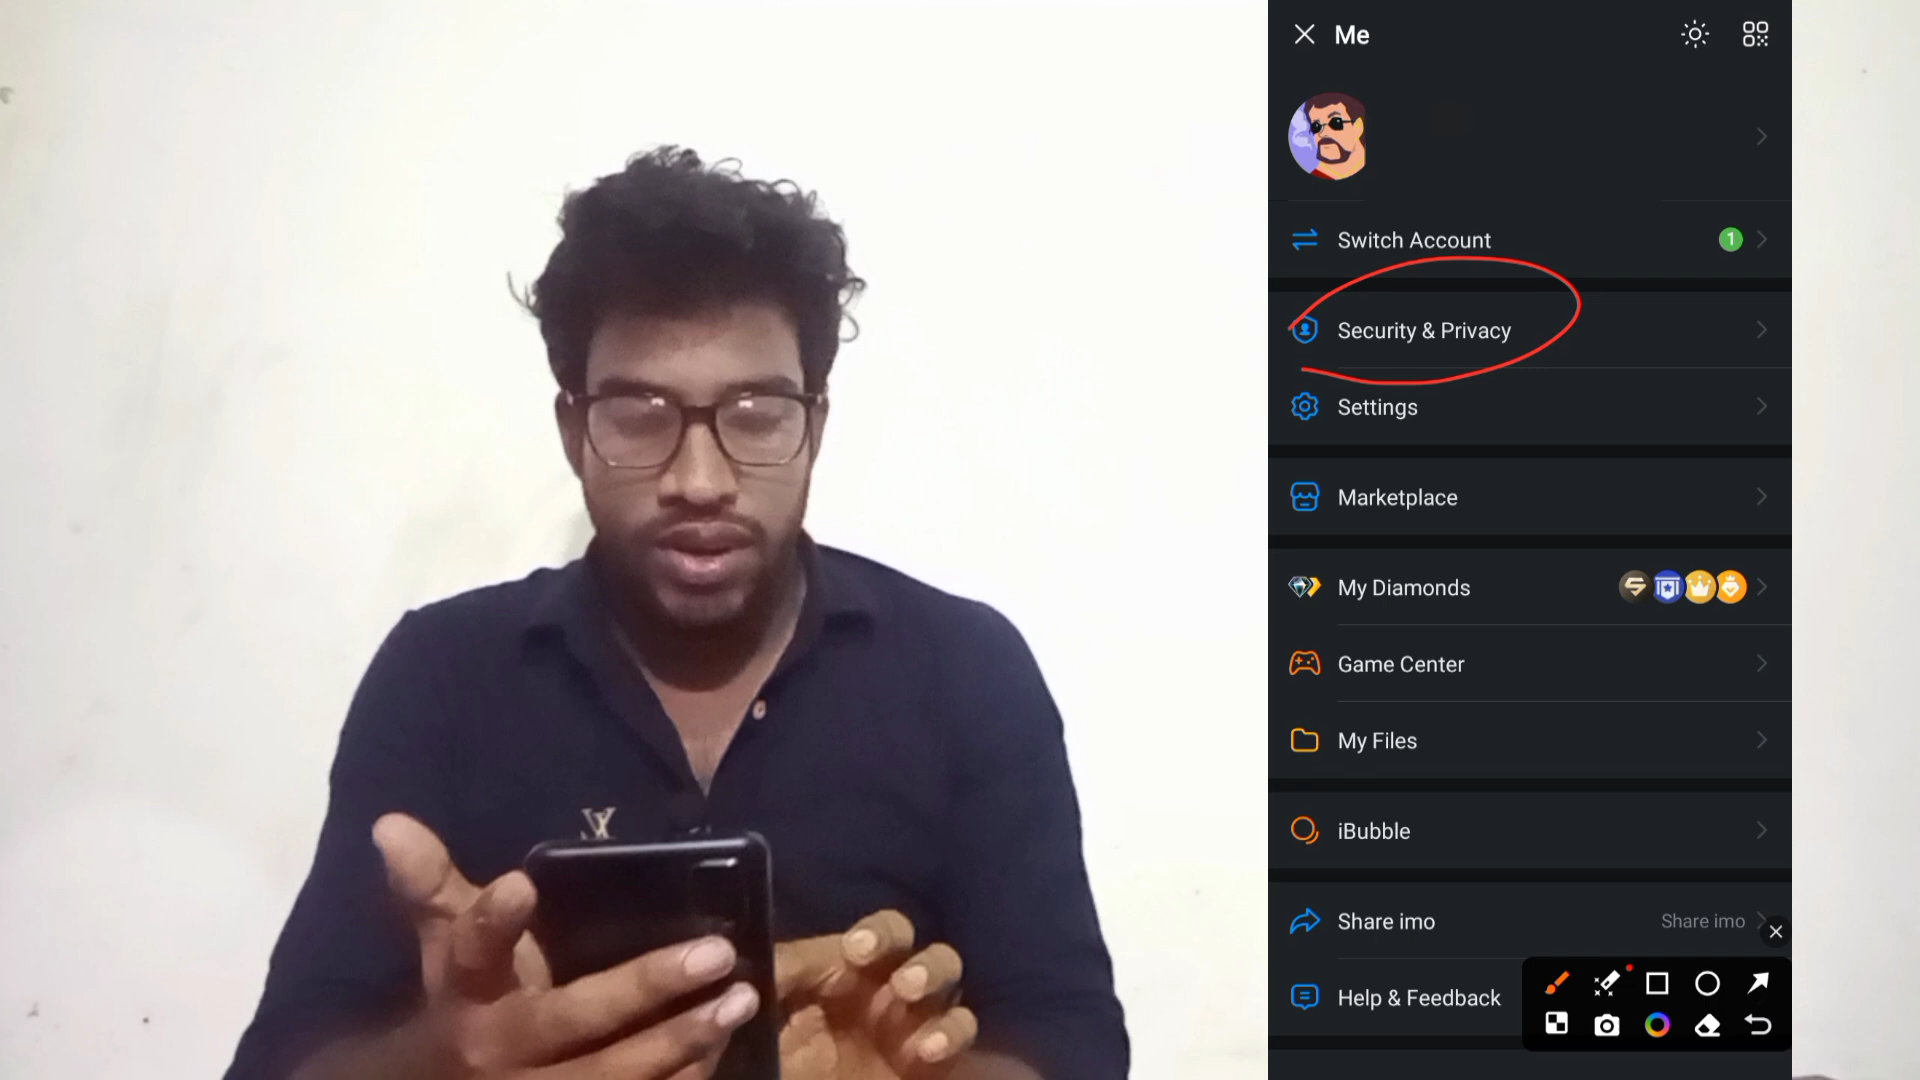 Me
Switch Account
1
Security & Privacy
Settings
Marketplace
My Diamonds
Game Center
My Files
iBubble
Share imo
Share imo
Help & Feedback